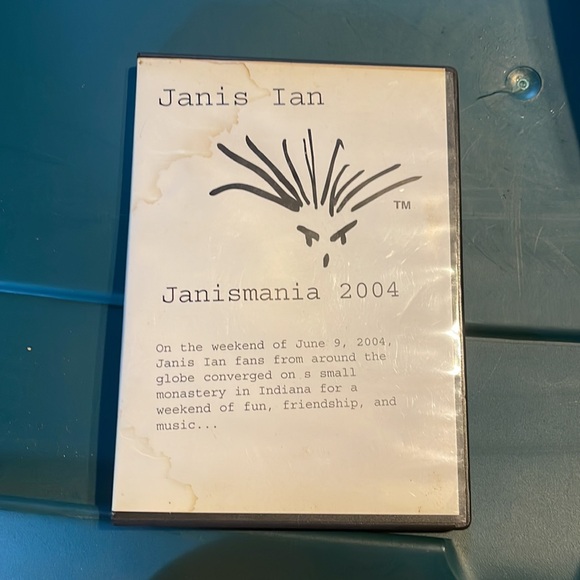 Janis Ian
TM
Janismania 2004
On the weekend of June 9, 2004,
Janis Ian fans from around the
globe converged on s small
monastery in Indiana for a
weekend of fun, friendship, and
music...